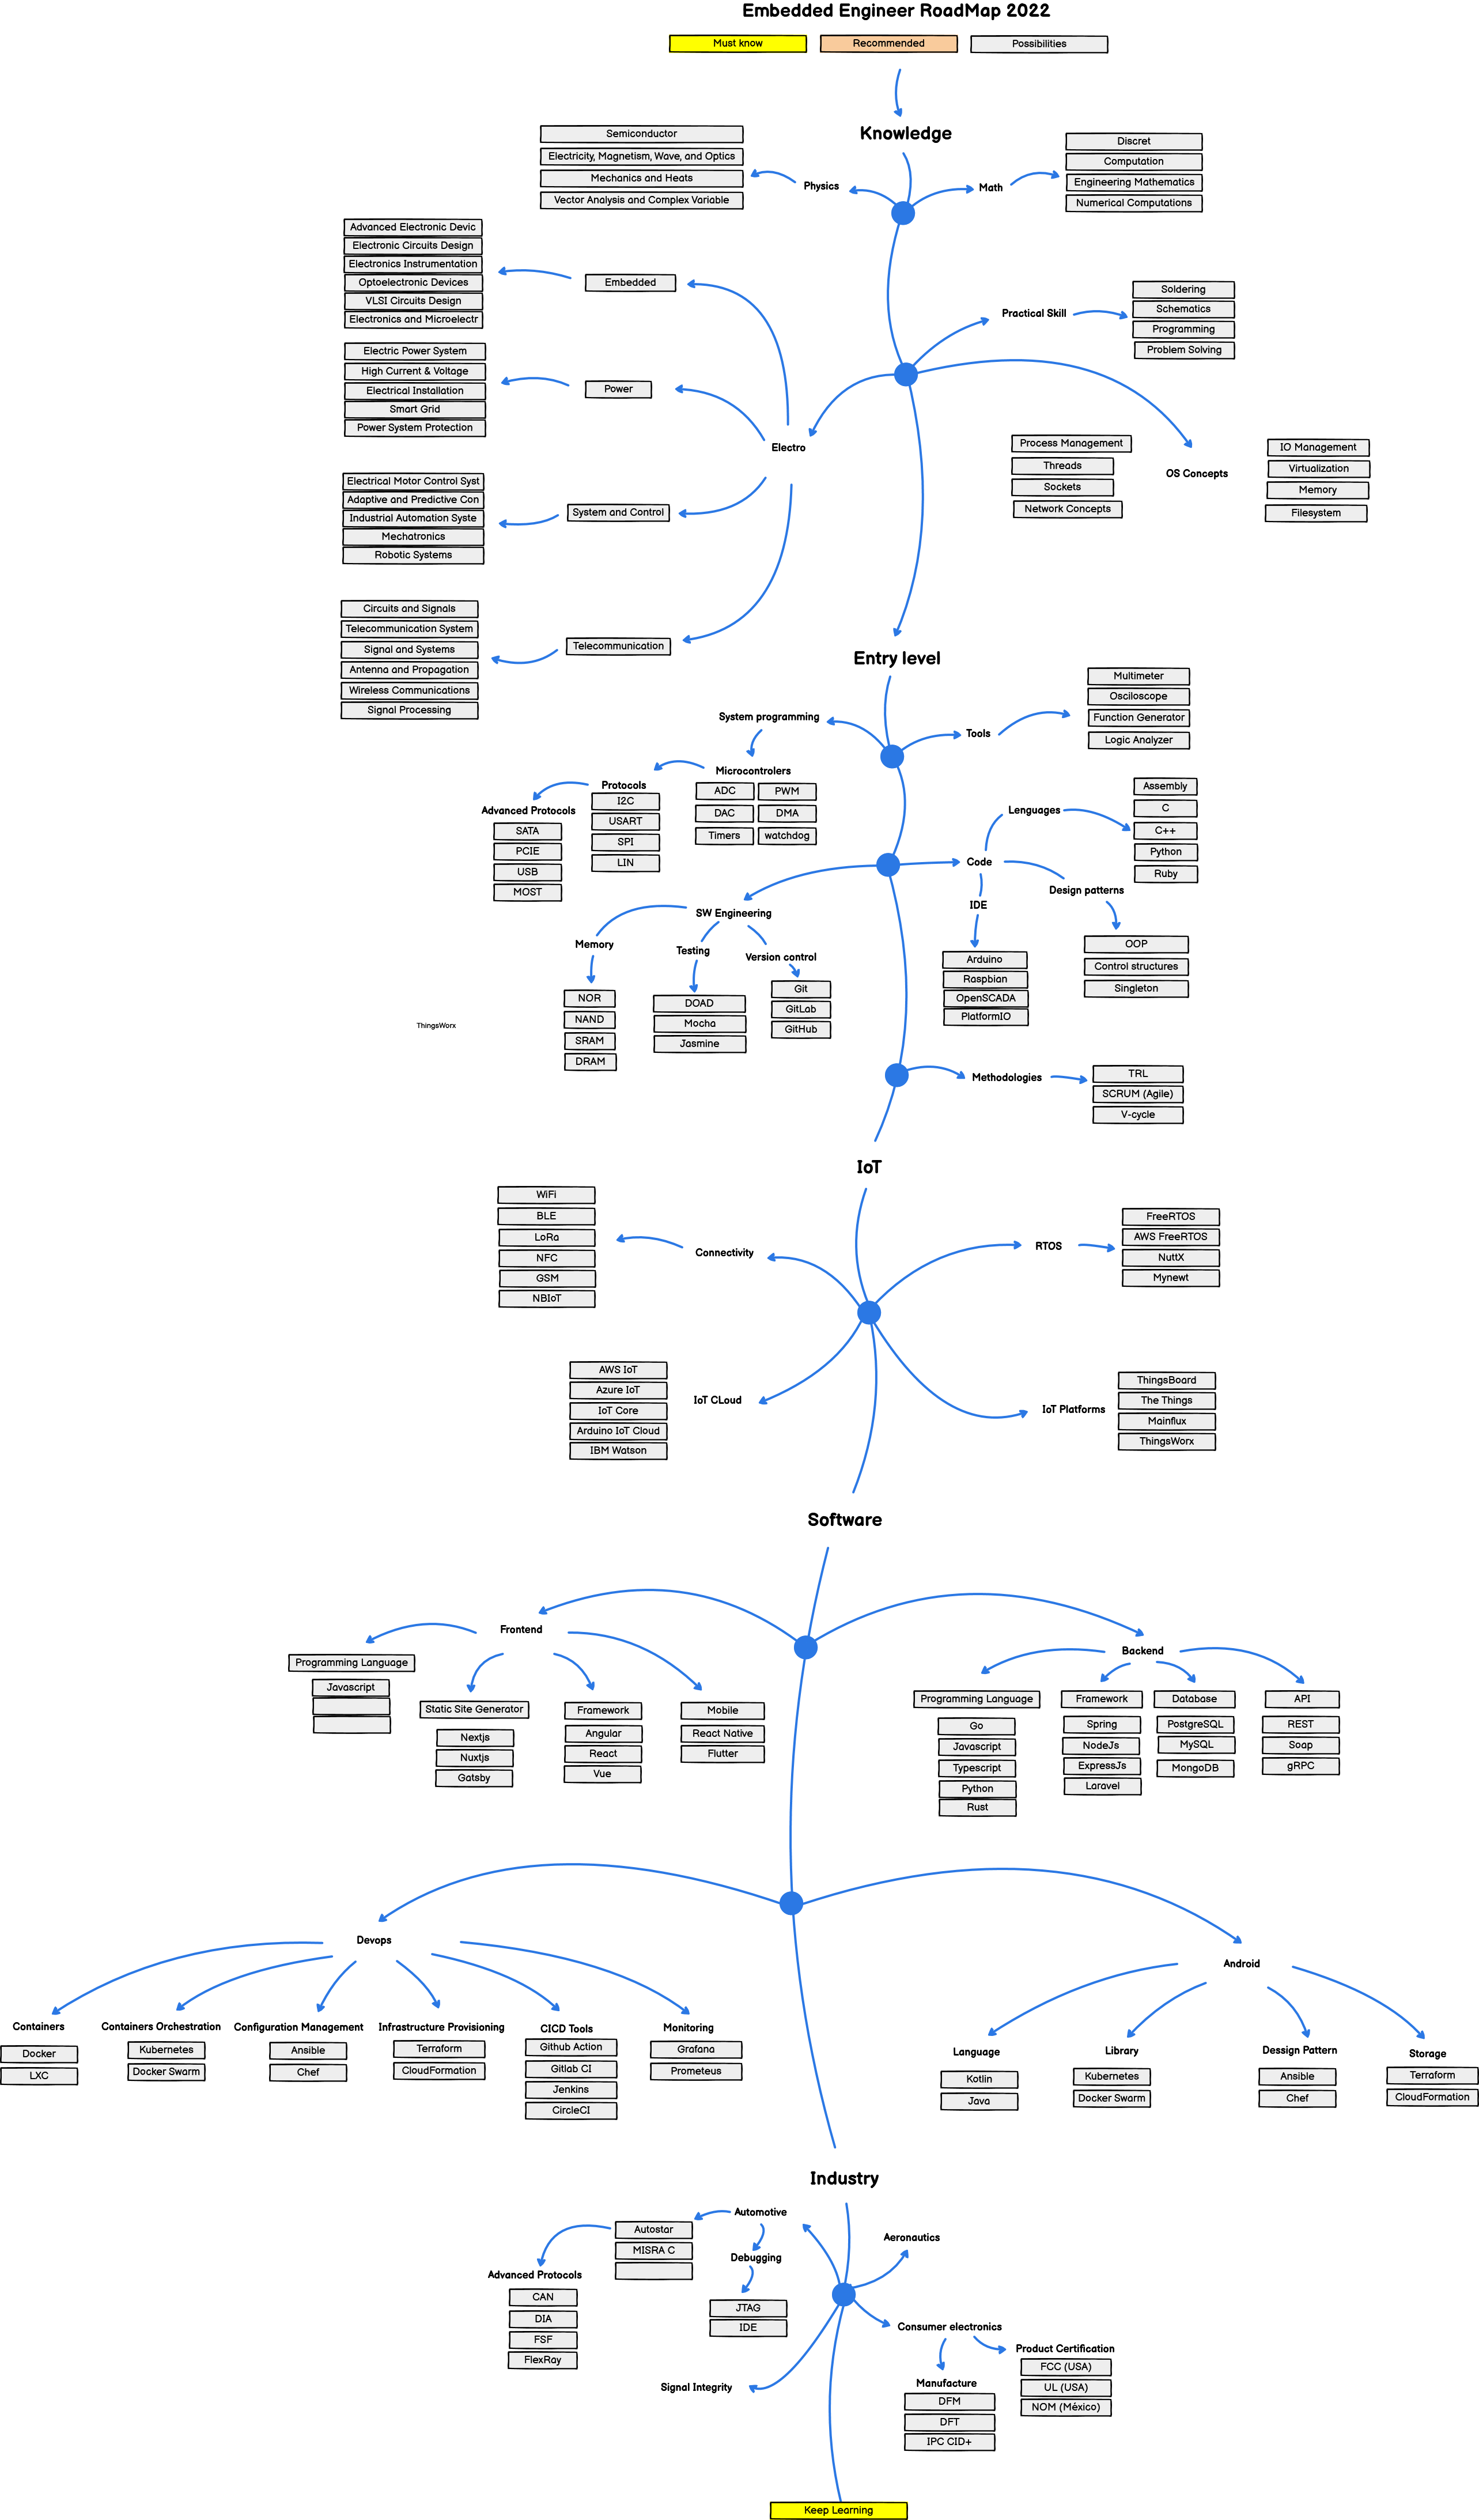 Embedded Engineer RoadMap 2022
Must know
Recommended
Possibilities
Knowledge
Physics
Semiconductor
Electricity, Magnetism, Wave, and Optics
Mechanics and Heats
Vector Analysis and Complex Variable
Math
Discret
Computation
Engineering Mathematics
Numerical Computations
Practical Skill
Soldering
Schematics
Programming
Problem Solving
Electro
Embedded
Advanced Electronic Devic
Electronic Circuits Design
Electronics Instrumentation
Optoelectronic Devices
VLSI Circuits Design
Electronics and Microelectr
Power
Electric Power System
High Current & Voltage
Electrical Installation
Smart Grid
Power System Protection
System and Control
Electrical Motor Control Syst
Adaptive and Predictive Con
Industrial Automation Syste
Mechatronics
Robotic Systems
Telecommunication
Circuits and Signals
Telecommunication System
Signal and Systems
Antenna and Propagation
Wireless Communications
Signal Processing
OS Concepts
Process Management
Threads
Sockets
Network Concepts
IO Management
Virtualization
Memory
Filesystem
Entry level
System programming
Microcontrolers
ADC
PWM
DAC
DMA
Timers
watchdog
Protocols
I2C
USART
SPI
LIN
Advanced Protocols
SATA
PCIE
USB
MOST
Tools
Multimeter
Osciloscope
Function Generator
Logic Analyzer
Code
Lenguages
Assembly
C
C++
Python
Ruby
Design patterns
OOP
Control structures
Singleton
IDE
Arduino
Raspbian
OpenSCADA
PlatformIO
SW Engineering
Memory
NOR
NAND
SRAM
DRAM
Testing
DOAD
Mocha
Jasmine
Version control
Git
GitLab
GitHub
ThingsWorx
Methodologies
TRL
SCRUM (Agile)
V-cycle
IoT
Connectivity
WiFi
BLE
LoRa
NFC
GSM
NBIoT
RTOS
FreeRTOS
AWS FreeRTOS
NuttX
Mynewt
IoT CLoud
AWS IoT
Azure IoT
IoT Core
Arduino IoT Cloud
IBM Watson
IoT Platforms
ThingsBoard
The Things
Mainflux
ThingsWorx
Software
Frontend
Programming Language
Javascript
Static Site Generator
Nextjs
Nuxtjs
Gatsby
Framework
Angular
React
Vue
Mobile
React Native
Flutter
Backend
Programming Language
Go
Javascript
Typescript
Python
Rust
Framework
Spring
NodeJs
ExpressJs
Laravel
Database
PostgreSQL
MySQL
MongoDB
API
REST
Soap
gRPC
Devops
Containers
Docker
LXC
Containers Orchestration
Kubernetes
Docker Swarm
Configuration Management
Ansible
Chef
Infrastructure Provisioning
Terraform
CloudFormation
CICD Tools
Github Action
Gitlab CI
Jenkins
CircleCI
Monitoring
Grafana
Prometeus
Android
Language
Kotlin
Java
Library
Kubernetes
Docker Swarm
Dessign Pattern
Ansible
Chef
Storage
Terraform
CloudFormation
Industry
Automotive
Autostar
MISRA C
Advanced Protocols
CAN
DIA
FSF
FlexRay
Debugging
JTAG
IDE
Aeronautics
Consumer electronics
Product Certification
FCC (USA)
UL (USA)
NOM (México)
Manufacture
DFM
DFT
IPC CID+
Signal Integrity
Keep Learning